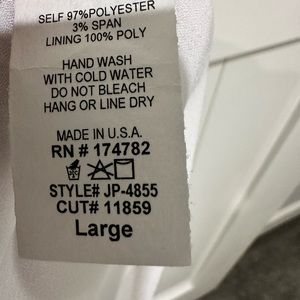 SELF 97%POLYESTER
3% SPAN
LINING 100% POLY
HAND WASH
WITH COLD WATER
DO NOT BLEACH
HANG OR LINE DRY
MADE IN U.S.A.
RN # 174782
STYLE# JP-4855
CUT# 11859
Large